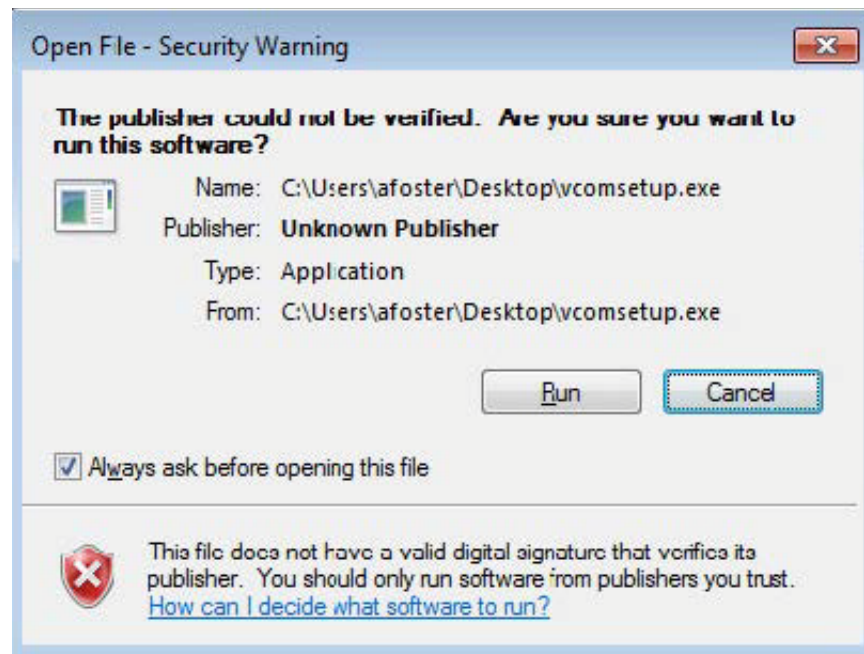 Open File - Security Warning
The publisher could not be verified. Are you sure you want to
run this software?
Name: C:\Users\afoster\Desktop\vcomsetup.exe
Publisher: Unknown Publisher
Type: Application
From: C:\Users\afoster\Desktop\vcomsetup.exe
Run Cancel
Always ask before opening this file
This file does not have a valid digital signature that verifies its
publisher. You should only run software from publishers you trust.
How can I decide what software to run?